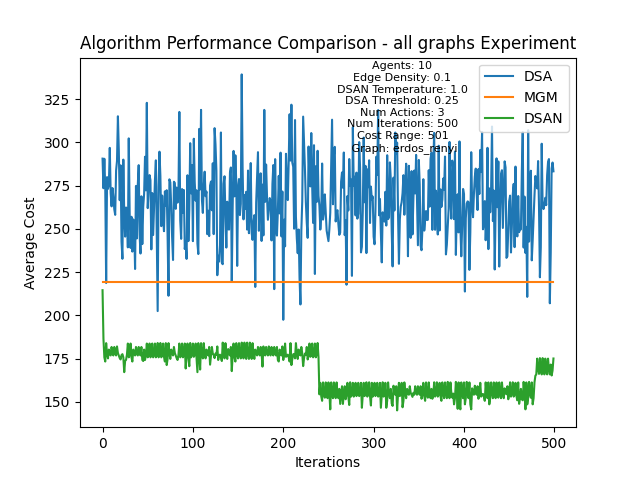 Algorithm Performance Comparison - all graphs Experiment
Agents: 10
Edge Density: 0.1
DSAN Temperature: 1.0
DSA Threshold: 0.25
Num Actions: 3
Num Iterations: 500
Cost Range: 501
Graph: erdos_renyi
DSA
MGM
DSAN
Average Cost
325
300
275
250
225
200
175
150
0 100 200 300 400 500
Iterations